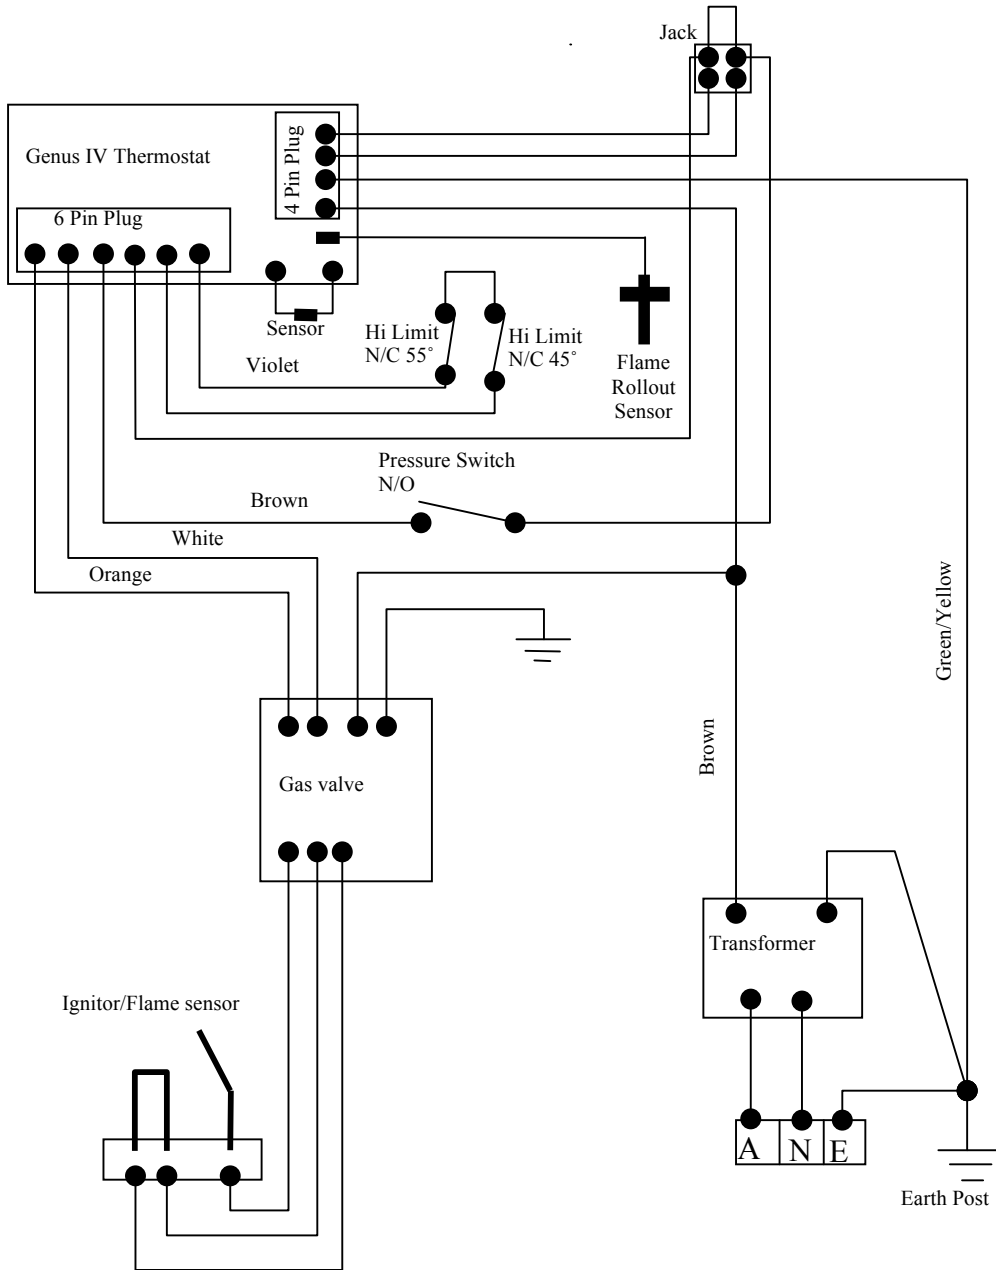 Jack
Genus IV Thermostat
4 Pin Plug
6 Pin Plug
Sensor
Hi Limit
N/C 55˚
Hi Limit
N/C 45˚
Violet
Flame
Rollout
Sensor
Pressure Switch
N/O
Brown
White
Orange
Green/Yellow
Brown
Gas valve
Transformer
Ignitor/Flame sensor
A N E
Earth Post